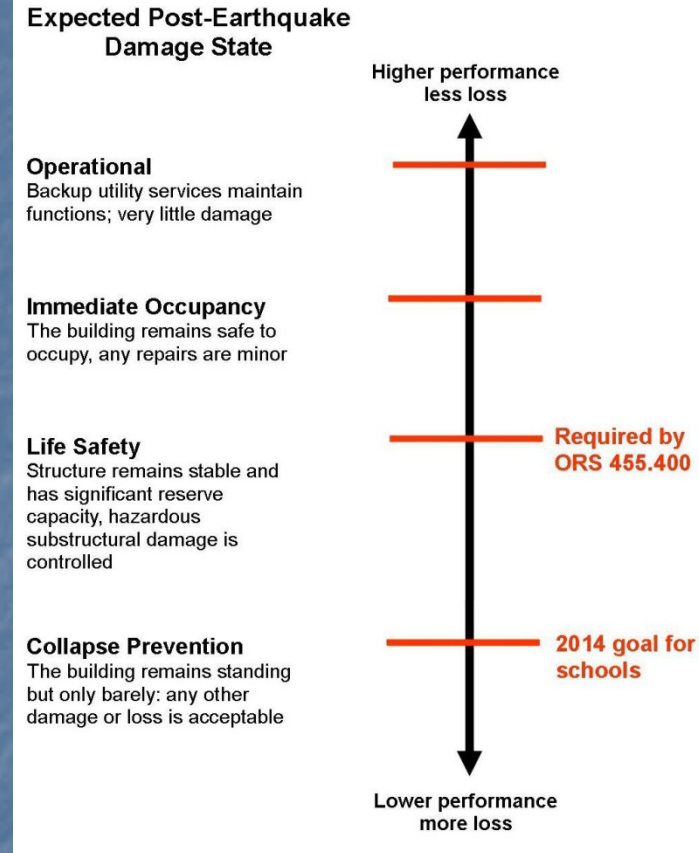 Expected Post-Earthquake
Damage State
Higher performance
less loss
Operational
Backup utility services maintain
functions; very little damage
Immediate Occupancy
The building remains safe to
occupy, any repairs are minor
Life Safety
Structure remains stable and
has significant reserve
capacity, hazardous
substructural damage is
controlled
Required by
ORS 455.400
Collapse Prevention
The building remains standing
but only barely: any other
damage or loss is acceptable
2014 goal for
schools
Lower performance
more loss